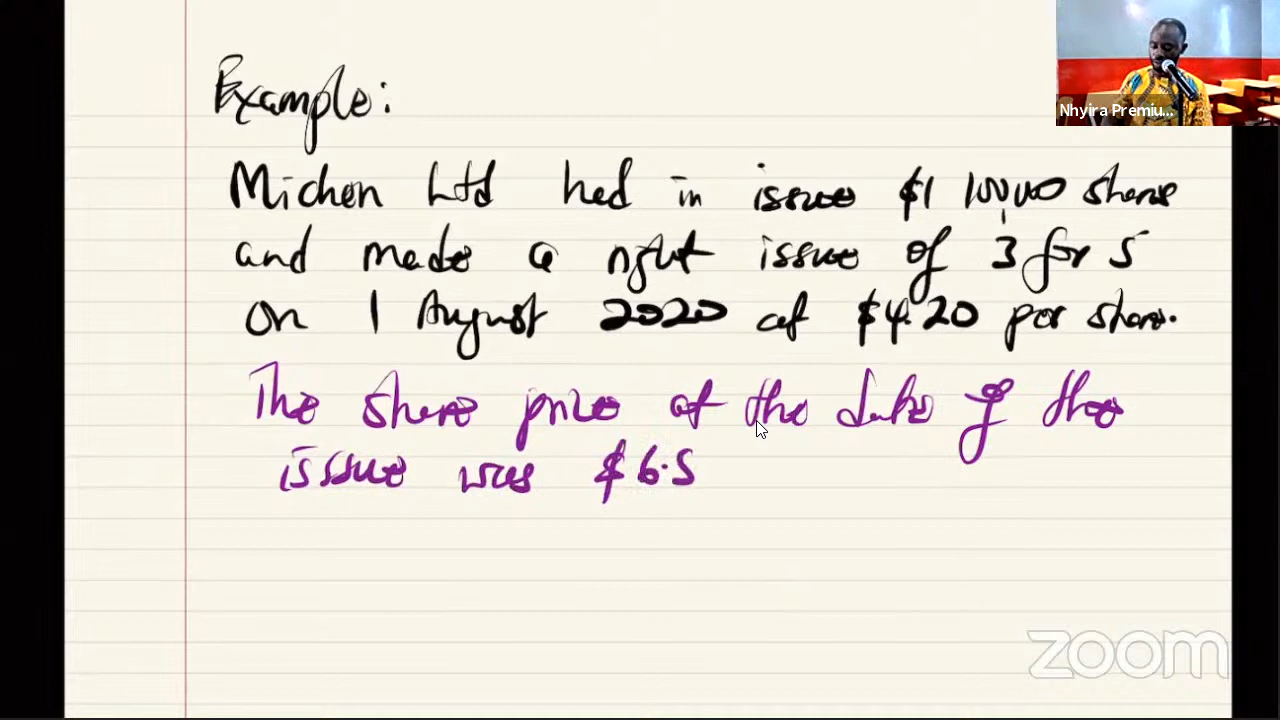 Example:
Michen Ltd had in issue $1 10,000 share
and made a right issue of 3 for 5
on 1 August 2020 at $4.20 per share.
The share price at the date of the
issue was $6.5
Nhyira Premiu...
zoom